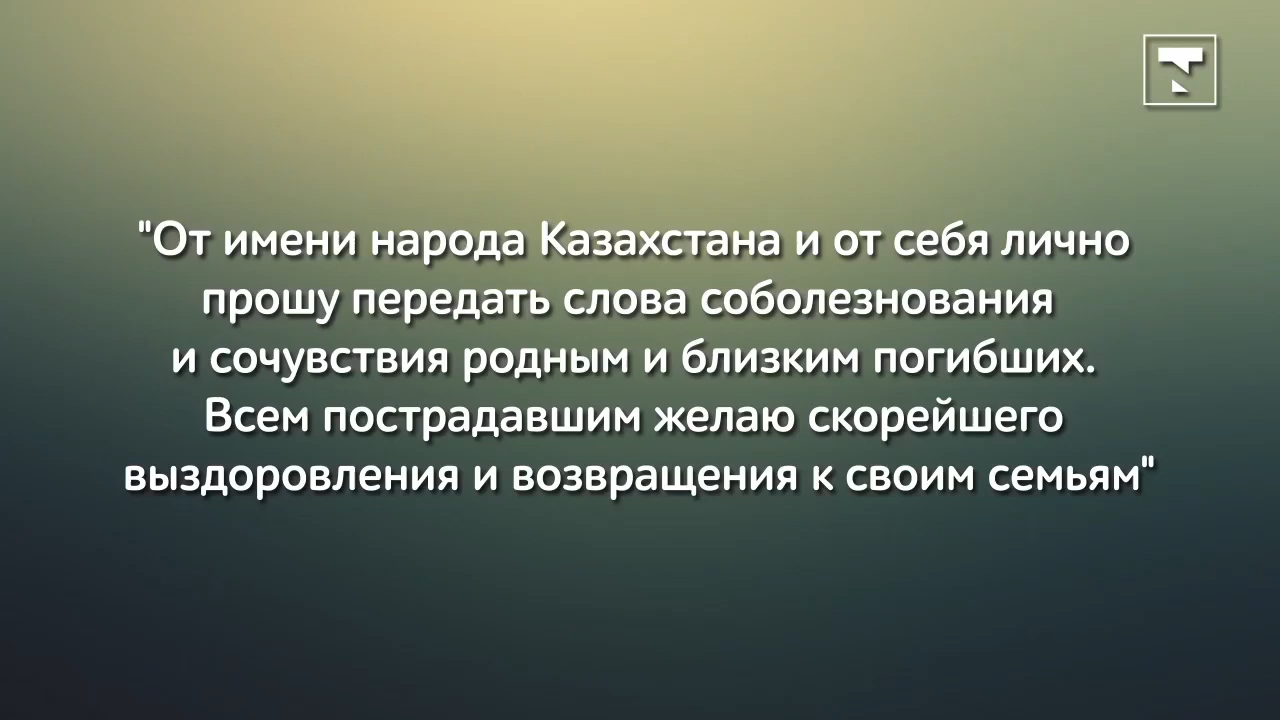 "От имени народа Казахстана и от себя лично
прошу передать слова соболезнования
и сочувствия родным и близким погибших.
Всем пострадавшим желаю скорейшего
выздоровления и возвращения к своим семьям"